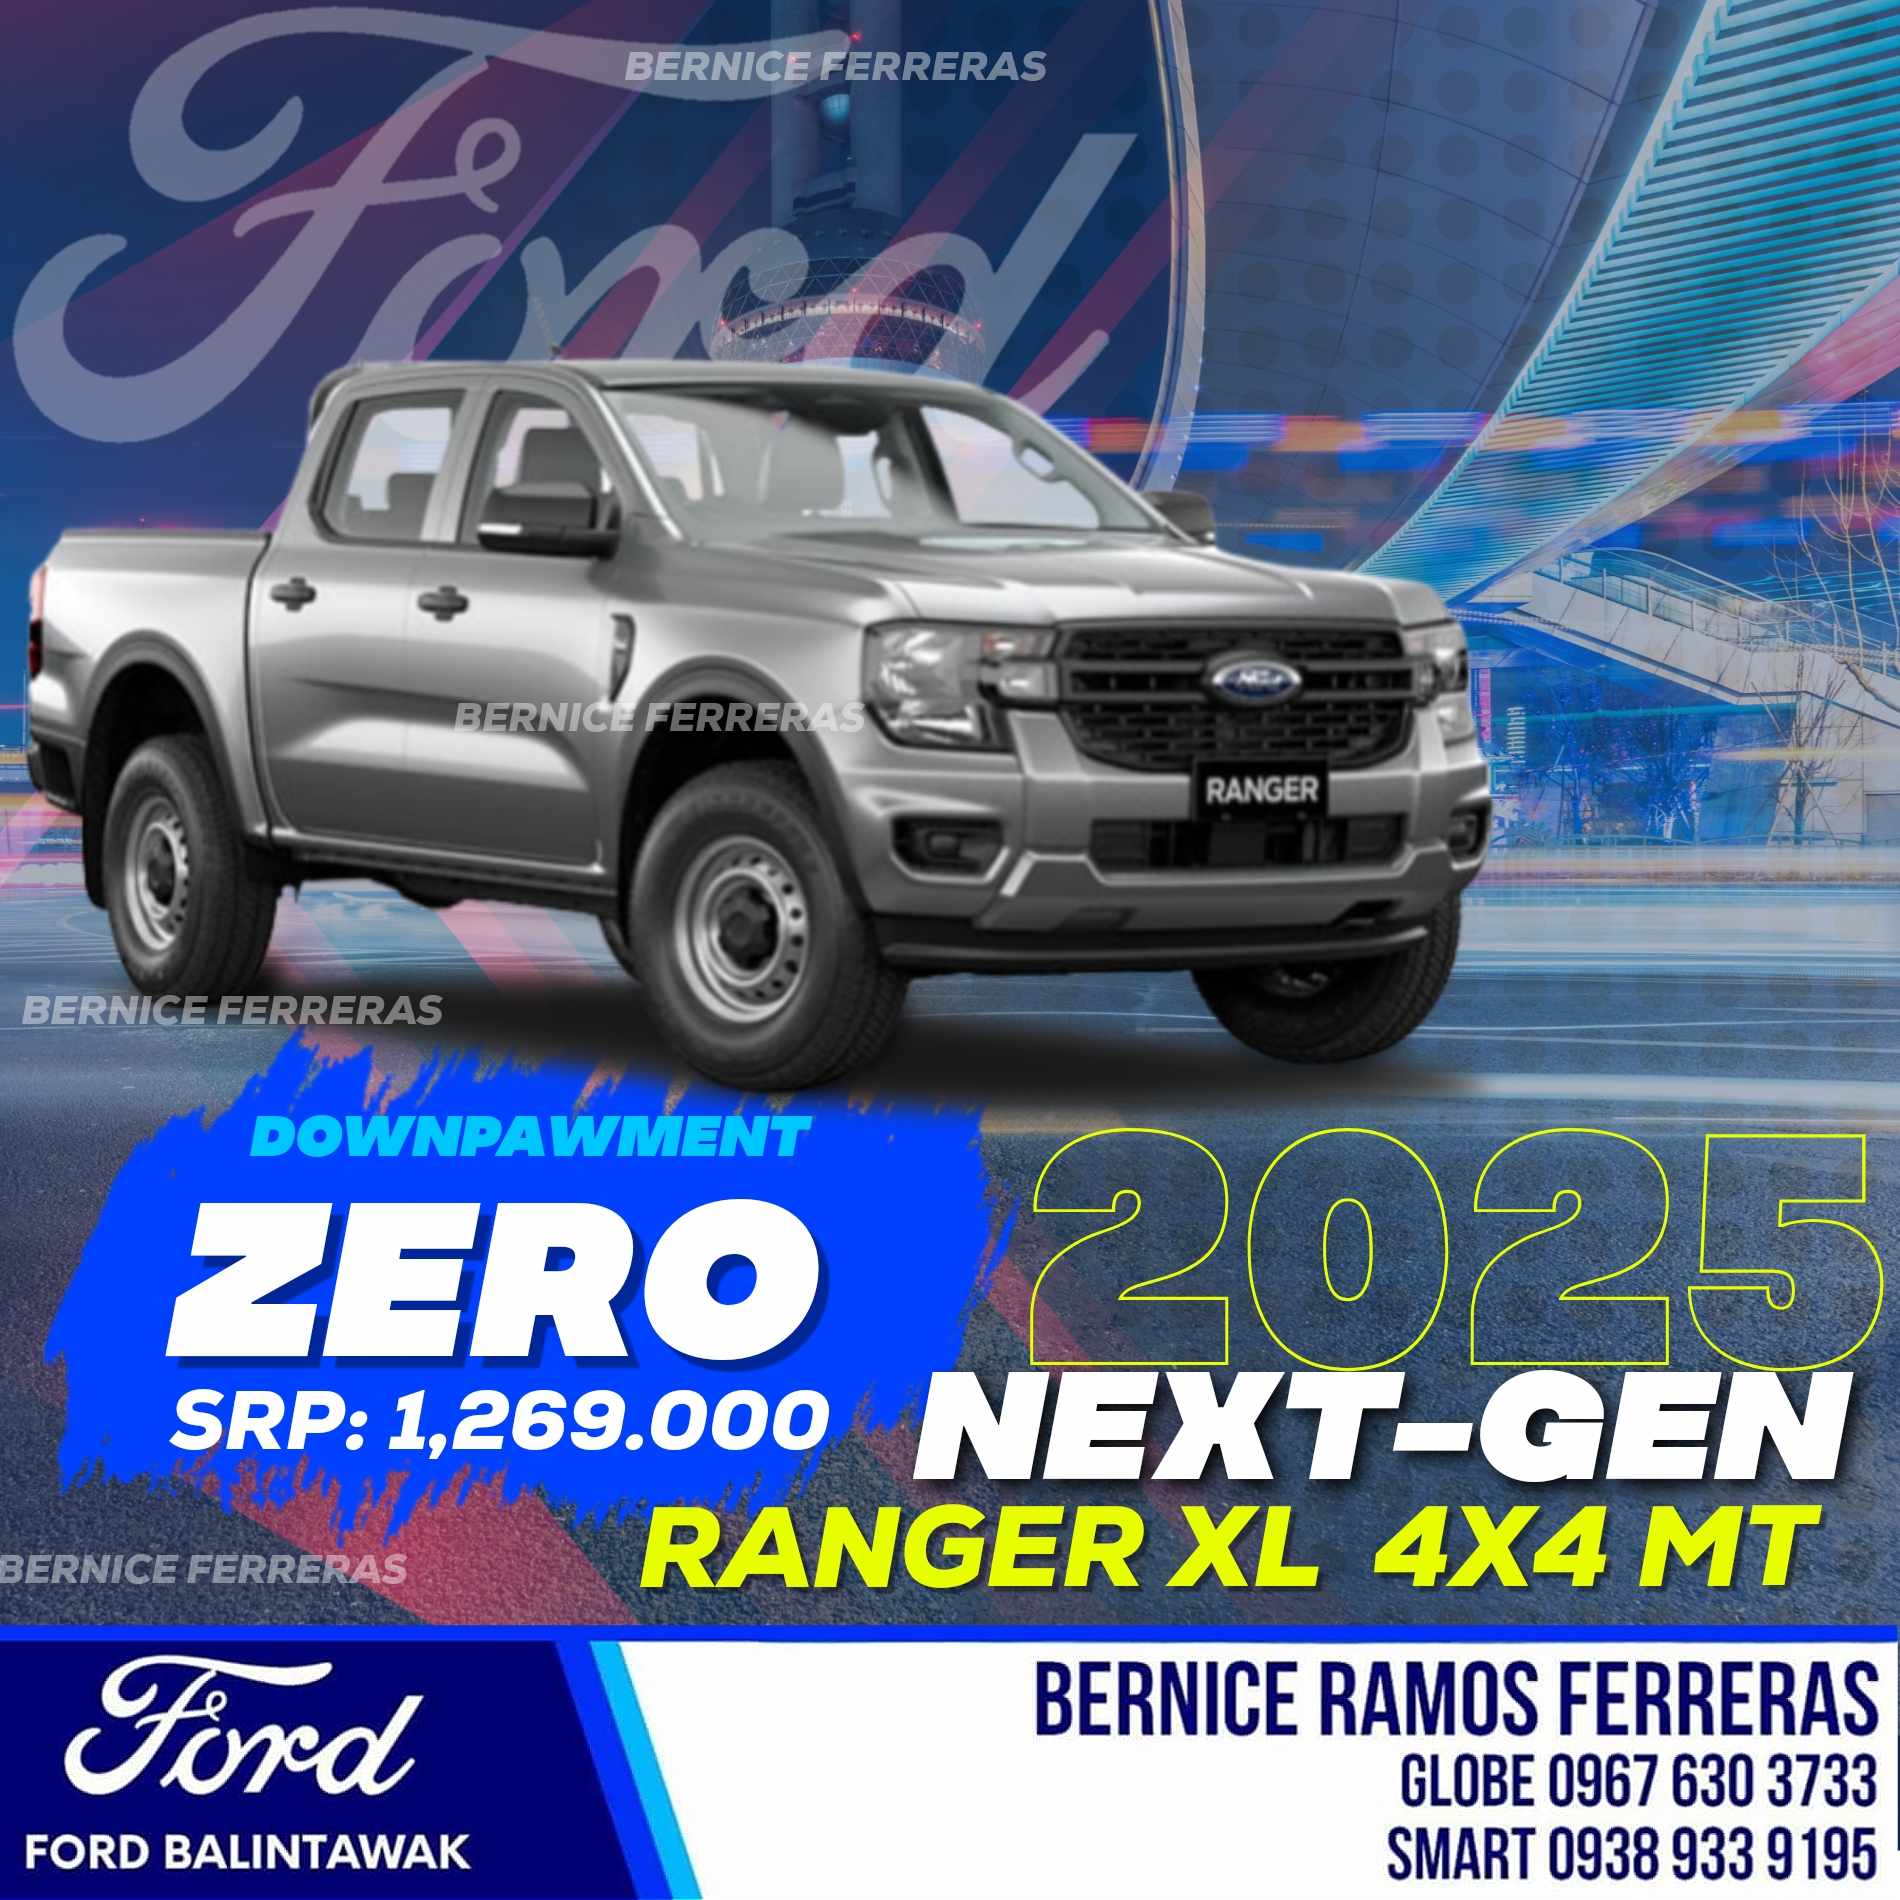 Ford
BERNICE FERRERAS
BERNICE FERRERAS
Ford
RANGER
BERNICE FERRERAS
DOWNPAWMENT
ZERO
SRP: 1,269.000
2025
NEXT-GEN
RANGER XL 4X4 MT
BERNICE FERRERAS
Ford
FORD BALINTAWAK
BERNICE RAMOS FERRERAS
GLOBE 0967 630 3733
SMART 0938 933 9195